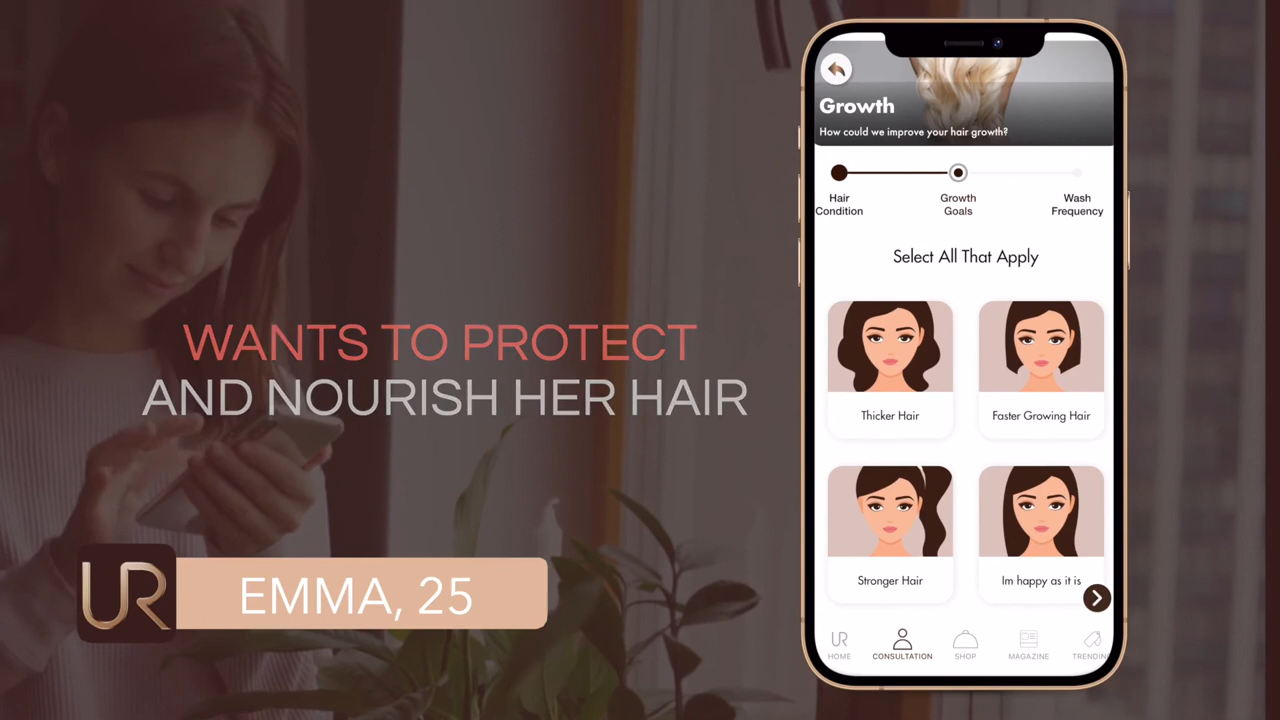 WANTS TO PROTECT
AND NOURISH HER HAIR
UR
EMMA, 25
Growth
How could we improve your hair growth?
Hair
Condition
Growth
Goals
Wash
Frequency
Select All That Apply
Thicker Hair
Faster Growing Hair
Stronger Hair
Im happy as it is
UR
HOME
CONSULTATION
SHOP
MAGAZINE
TRENDIN